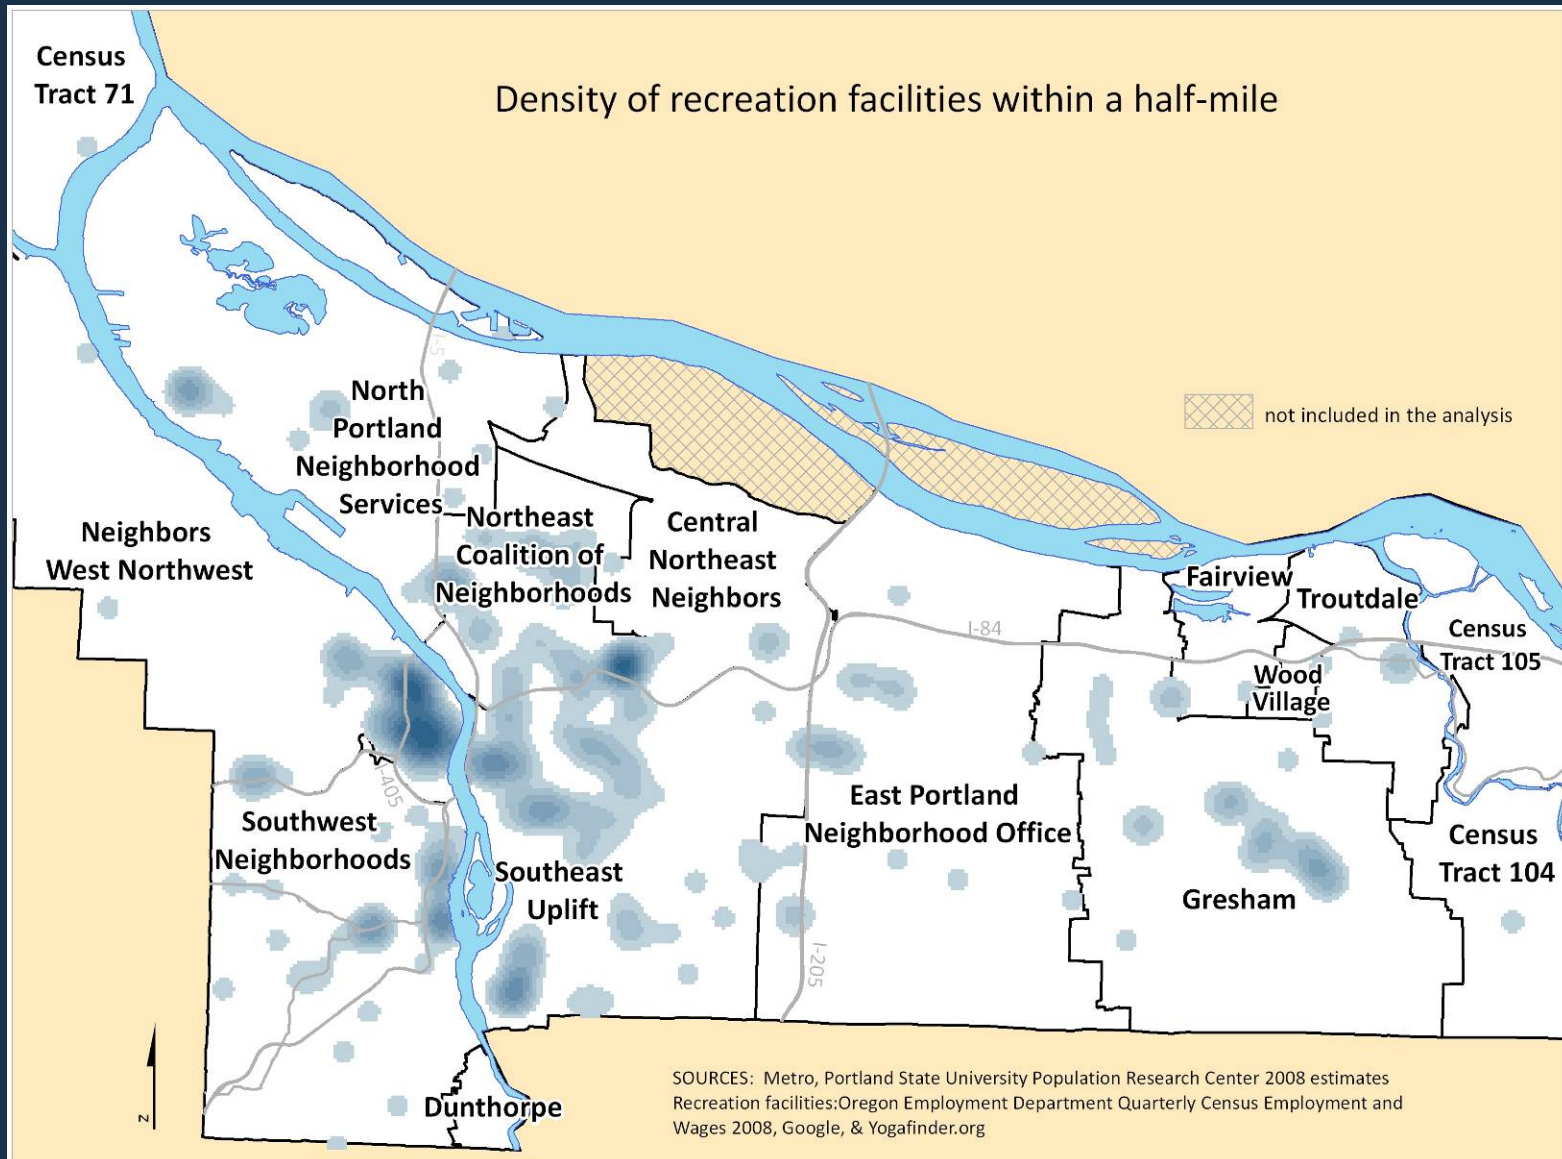 Census
Tract 71
Density of recreation facilities within a half-mile
I-5
North
Portland
Neighborhood
Services
not included in the analysis
Neighbors
West Northwest
Northeast
Coalition of
Neighborhoods
Central
Northeast
Neighbors
Fairview
Troutdale
I-84
Census
Tract 105
Wood
Village
I-405
Southwest
Neighborhoods
East Portland
Neighborhood Office
Southeast
Uplift
Gresham
Census
Tract 104
I-205
Dunthorpe
z
SOURCES: Metro, Portland State University Population Research Center 2008 estimates
Recreation facilities:Oregon Employment Department Quarterly Census Employment and
Wages 2008, Google, & Yogafinder.org